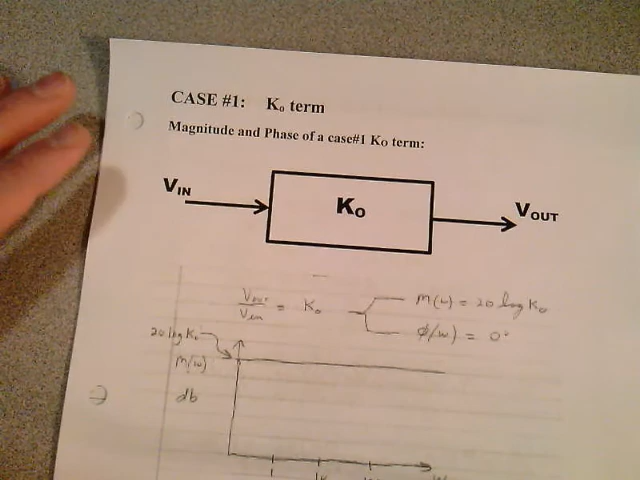 CASE #1: Ko term
Magnitude and Phase of a case#1 Ko term:
VIN
Ko
VOUT
Vout / Vin = Ko
M(ω) = 20 log Ko
φ(ω) = 0°
20 log Ko
M(ω)
db